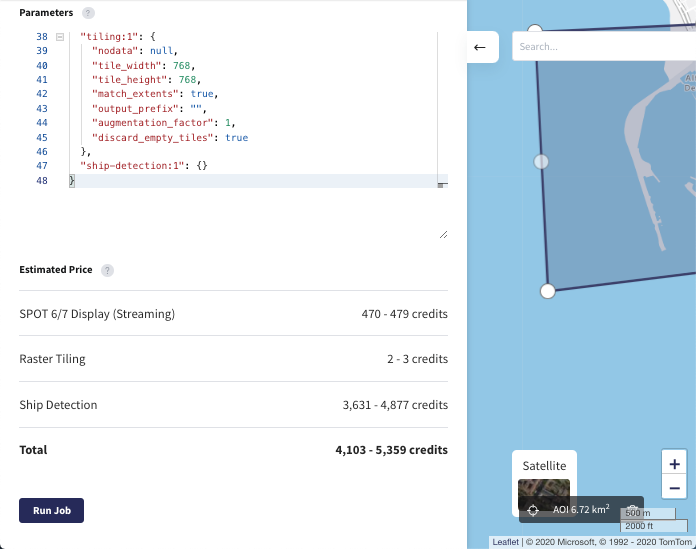 Parameters ?
38 "tiling:1": {
39 "nodata": null,
40 "tile_width": 768,
41 "tile_height": 768,
42 "match_extents": true,
43 "output_prefix": "",
44 "augmentation_factor": 1,
45 "discard_empty_tiles": true
46 },
47 "ship-detection:1": {}
48 }
Estimated Price ?
SPOT 6/7 Display (Streaming) 470 - 479 credits
Raster Tiling 2 - 3 credits
Ship Detection 3,631 - 4,877 credits
Total 4,103 - 5,359 credits
Run Job
←
Search...
De
+
−
Satellite
AOI 6.72 km²
500 m
2000 ft
Leaflet | © 2020 Microsoft, © 1992 - 2020 TomTom